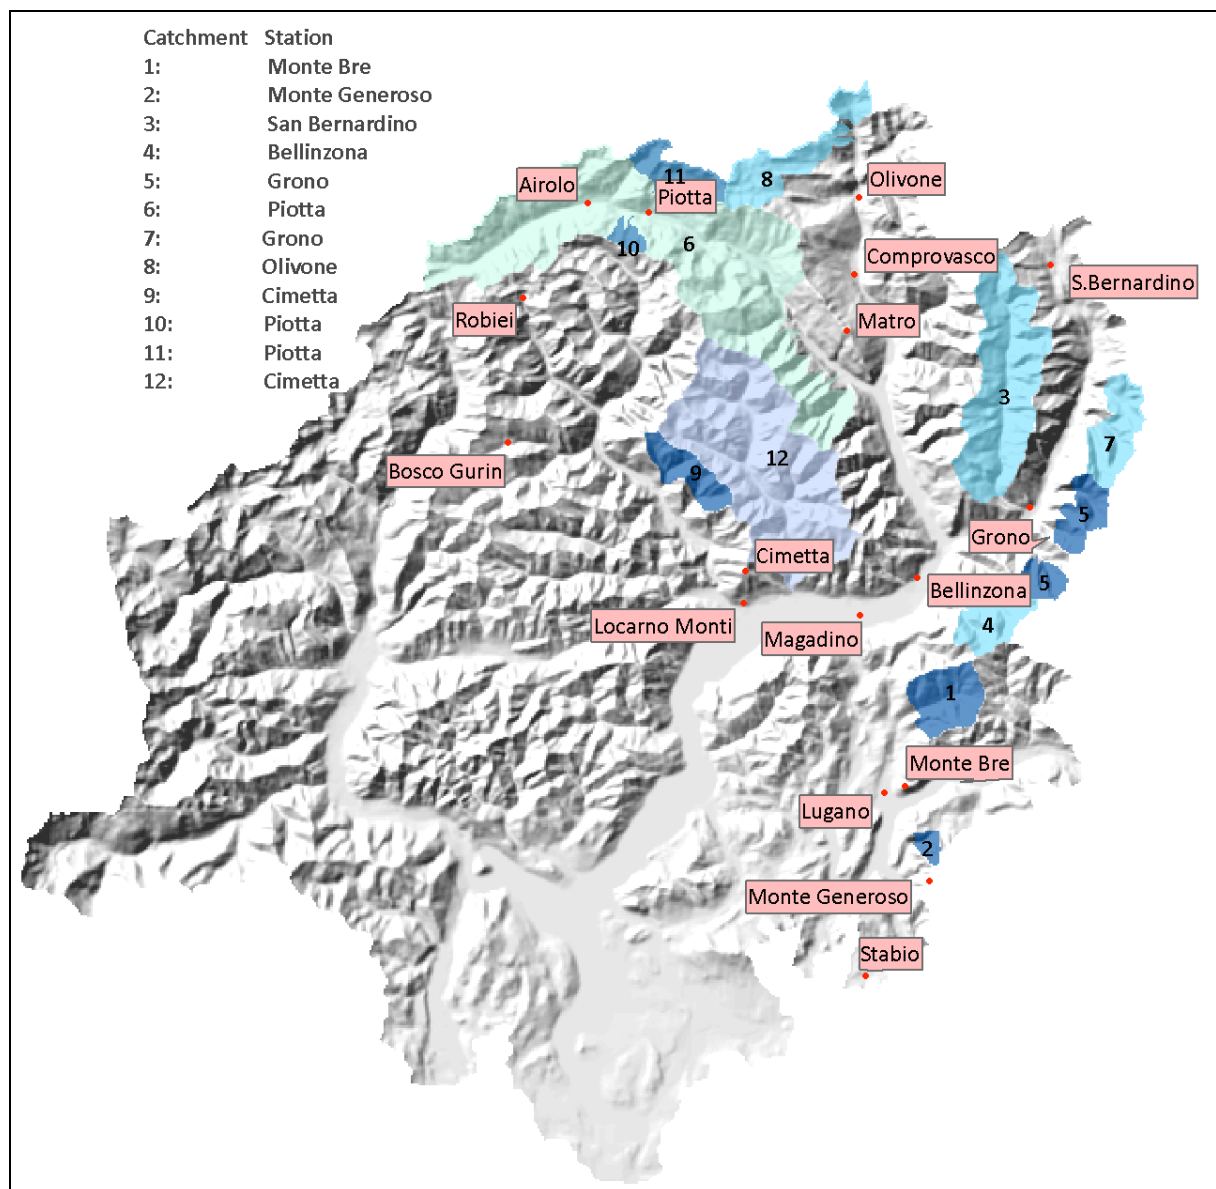 Catchment Station
1: Monte Bre
2: Monte Generoso
3: San Bernardino
4: Bellinzona
5: Grono
6: Piotta
7: Grono
8: Olivone
9: Cimetta
10: Piotta
11: Piotta
12: Cimetta
11
8
Airolo
Piotta
Olivone
10
6
Comprovasco
S.Bernardino
Robiei
Matro
3
7
Bosco Gurin
12
9
5
Grono
Cimetta
Bellinzona
5
Locarno Monti
Magadino
4
1
Monte Bre
Lugano
2
Monte Generoso
Stabio